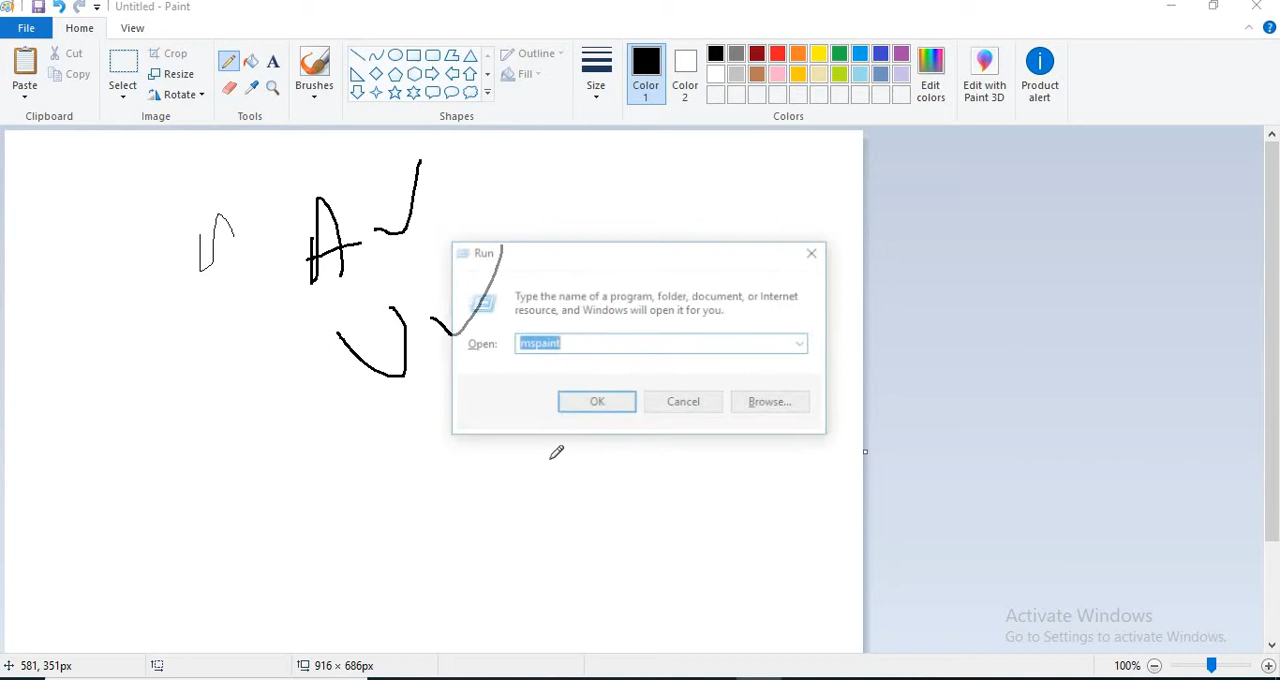 Untitled - Paint
File Home View
Paste
Cut
Copy
Clipboard
Select
Crop
Resize
Rotate
Image
Tools
Brushes
Shapes
Outline
Fill
Size
Color 1
Color 2
Colors
Edit colors
Edit with Paint 3D
Product alert
A
Run
Type the name of a program, folder, document, or Internet
resource, and Windows will open it for you.
Open: mspaint
OK Cancel Browse...
Activate Windows
Go to Settings to activate Windows.
581, 351px 916 × 686px 100%